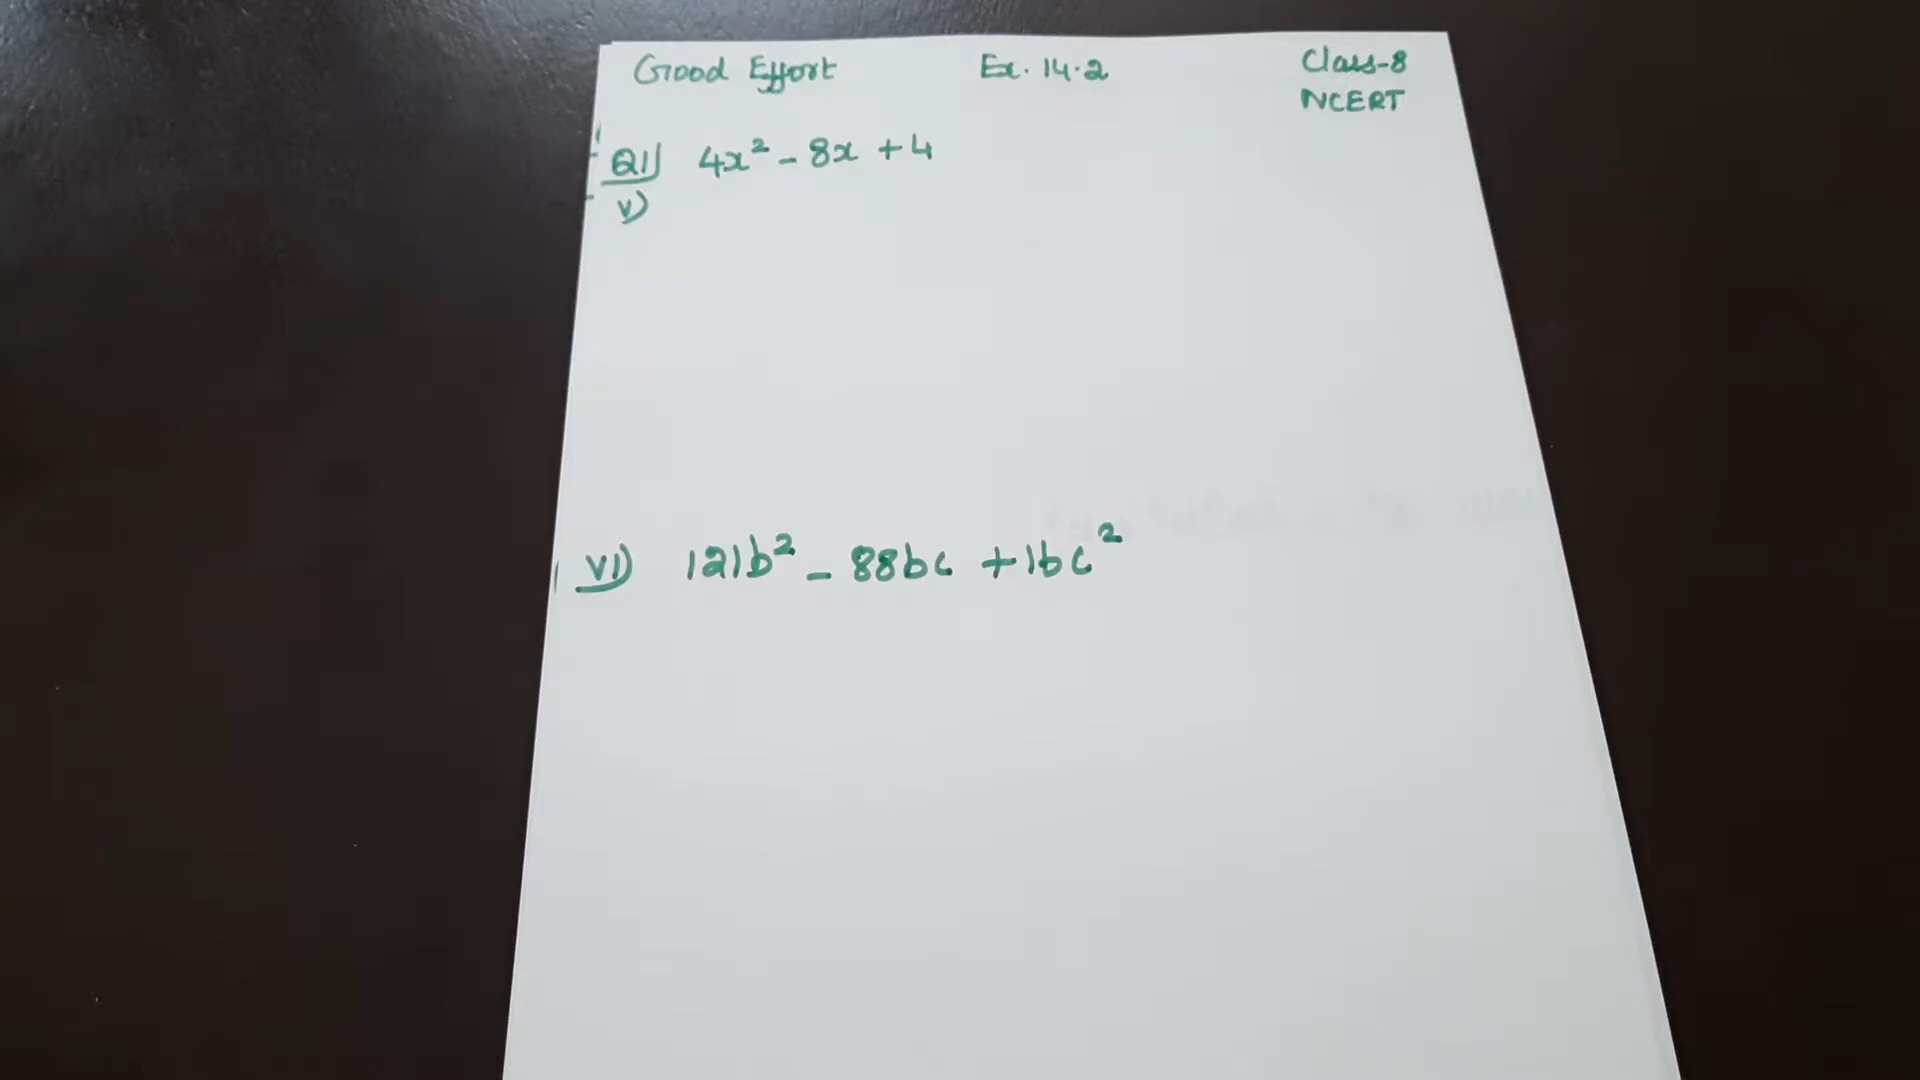 Good Effort Ex. 14.2 Class-8
NCERT
Q1) 4x² - 8x + 4
v)
vi) 121b² - 88bc + 16c²